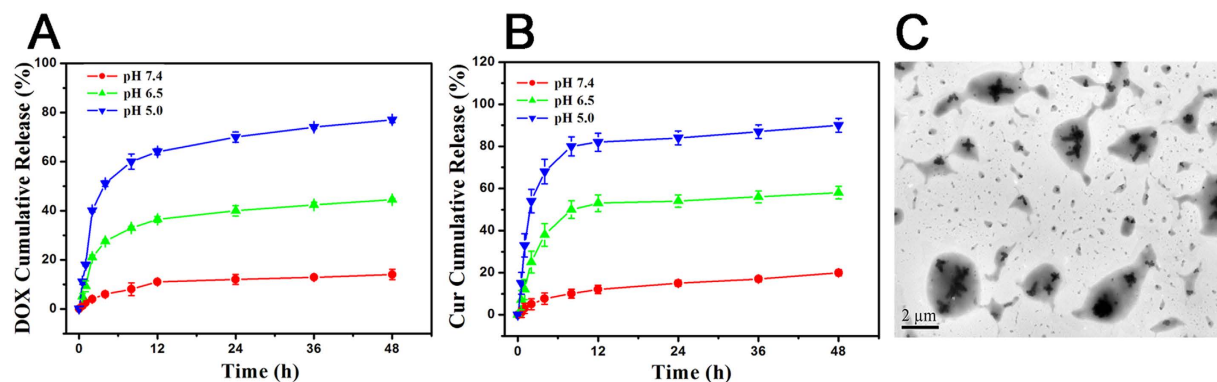 A
DOX Cumulative Release (%)
100
80
60
40
20
0
pH 7.4
pH 6.5
pH 5.0
0 12 24 36 48
Time (h)
B
Cur Cumulative Release (%)
120
100
80
60
40
20
0
pH 7.4
pH 6.5
pH 5.0
0 12 24 36 48
Time (h)
C
2 µm